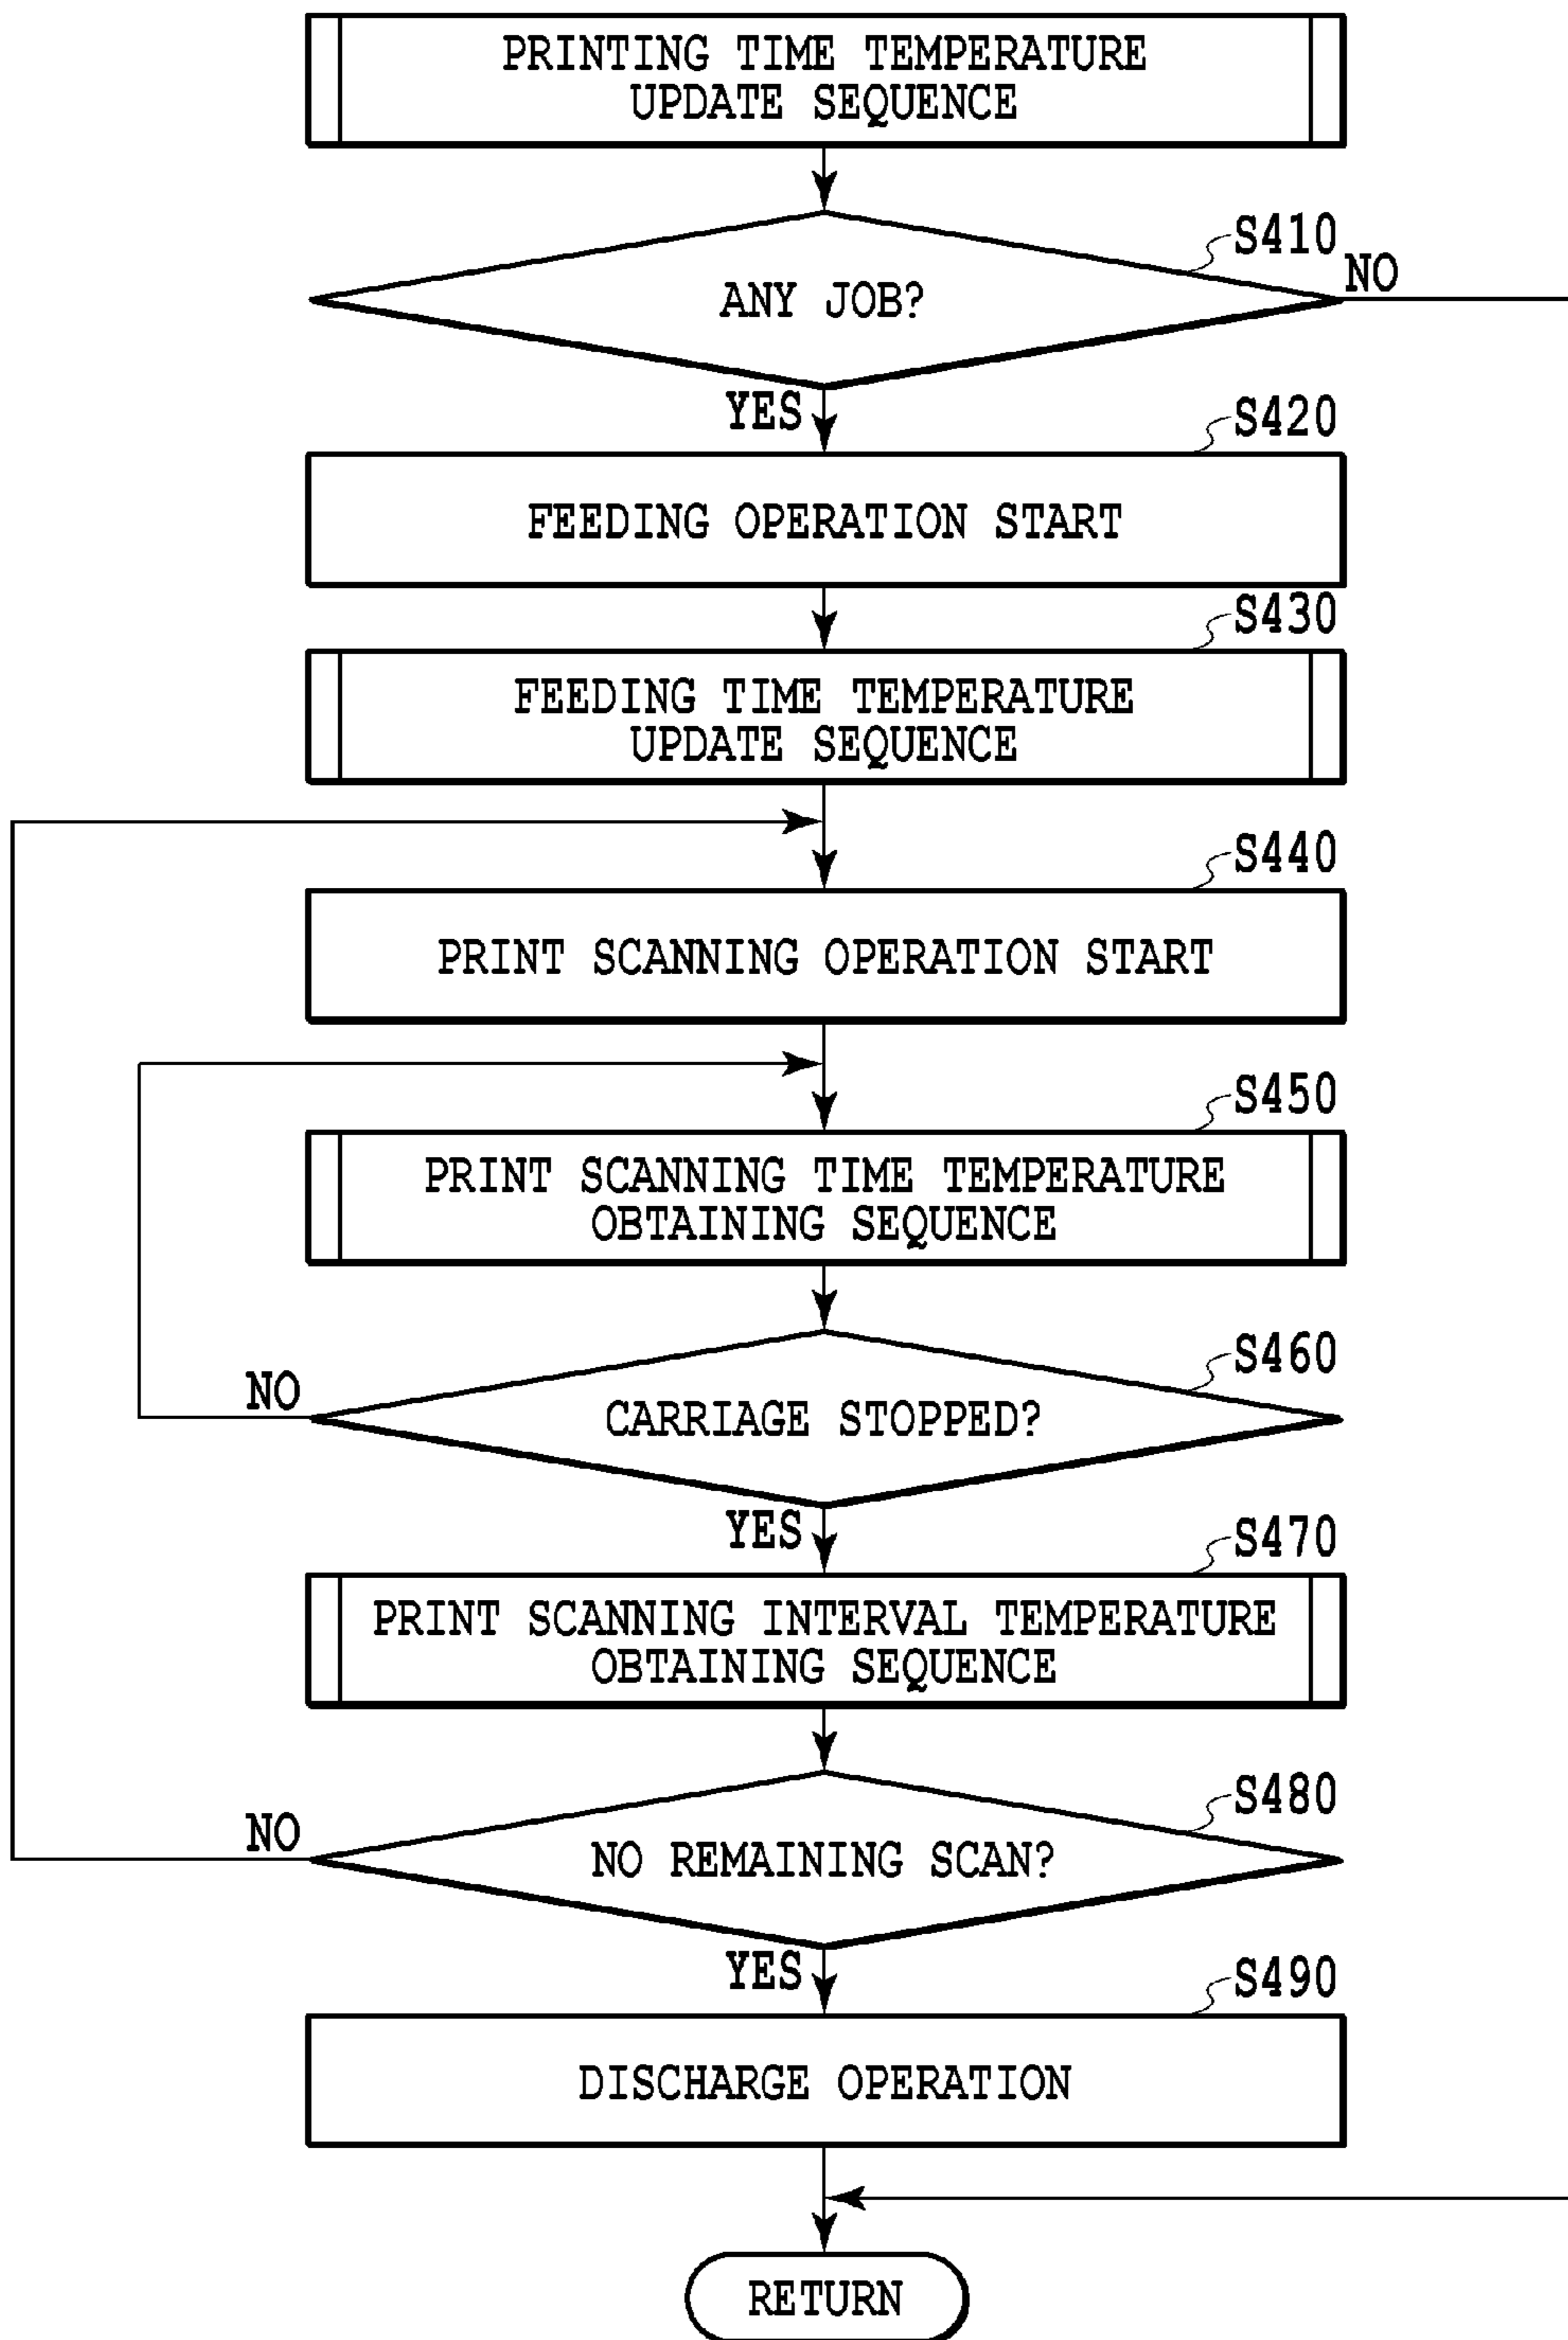 PRINTING TIME TEMPERATURE
UPDATE SEQUENCE
S410
NO
ANY JOB?
YES
S420
FEEDING OPERATION START
S430
FEEDING TIME TEMPERATURE
UPDATE SEQUENCE
S440
PRINT SCANNING OPERATION START
S450
PRINT SCANNING TIME TEMPERATURE
OBTAINING SEQUENCE
S460
NO
CARRIAGE STOPPED?
YES
S470
PRINT SCANNING INTERVAL TEMPERATURE
OBTAINING SEQUENCE
S480
NO
NO REMAINING SCAN?
YES
S490
DISCHARGE OPERATION
RETURN